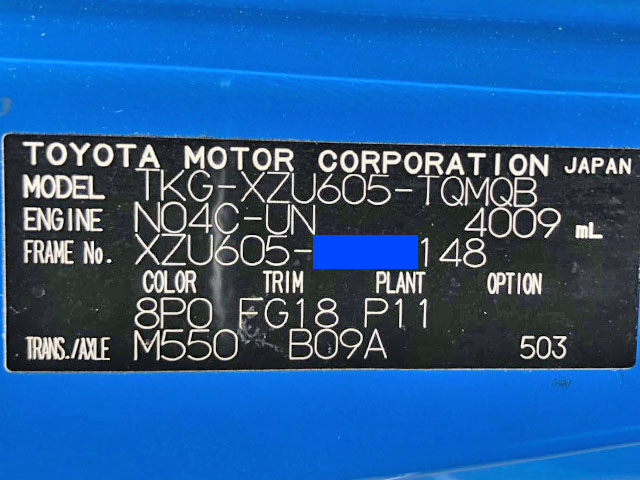 TOYOTA MOTOR CORPORATION JAPAN
MODEL TKG-XZU605-TQMQB
ENGINE N04C-UN 4009 mL
FRAME No. XZU605- 148
COLOR TRIM PLANT OPTION
8P0 FG18 P11
TRANS./AXLE M550 B09A 503